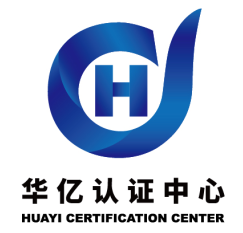 H
华亿认证中心
HUAYI CERTIFICATION CENTER